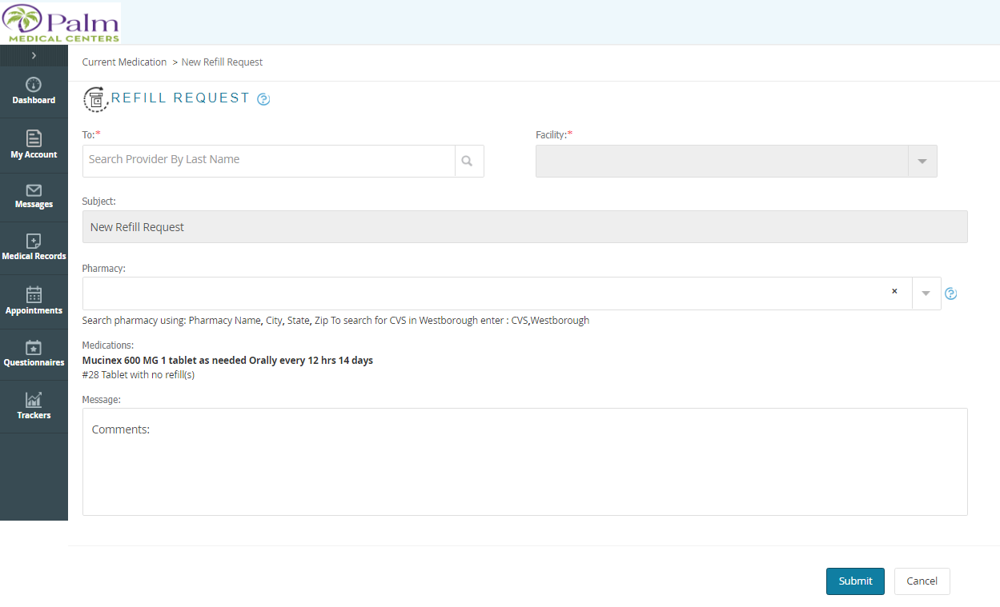 Palm
MEDICAL CENTERS
Current Medication > New Refill Request
Dashboard
My Account
Messages
Medical Records
Appointments
Questionnaires
Trackers
REFILL REQUEST ?
To:*
Facility:*
Search Provider By Last Name
Subject:
New Refill Request
Pharmacy:
×
?
Search pharmacy using: Pharmacy Name, City, State, Zip To search for CVS in Westborough enter : CVS,Westborough
Medications:
Mucinex 600 MG 1 tablet as needed Orally every 12 hrs 14 days
#28 Tablet with no refill(s)
Message:
Comments:
Submit
Cancel